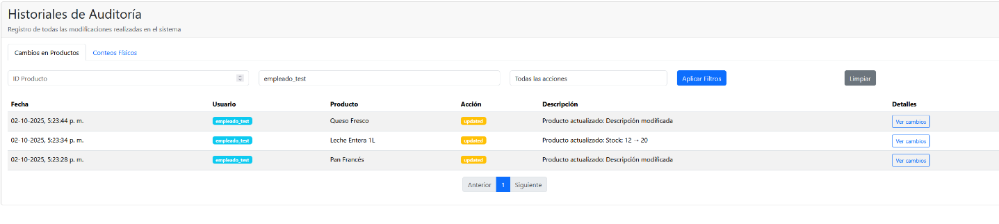 Historiales de Auditoría
Registro de todas las modificaciones realizadas en el sistema
Cambios en Productos Conteos Físicos
ID Producto empleado_test Todas las acciones Aplicar Filtros Limpiar
Fecha Usuario Producto Acción Descripción Detalles
02-10-2025, 5:23:44 p. m. empleado_test Queso Fresco updated Producto actualizado: Descripción modificada Ver cambios
02-10-2025, 5:23:34 p. m. empleado_test Leche Entera 1L updated Producto actualizado: Stock: 12 → 20 Ver cambios
02-10-2025, 5:23:28 p. m. empleado_test Pan Francés updated Producto actualizado: Descripción modificada Ver cambios
Anterior 1 Siguiente